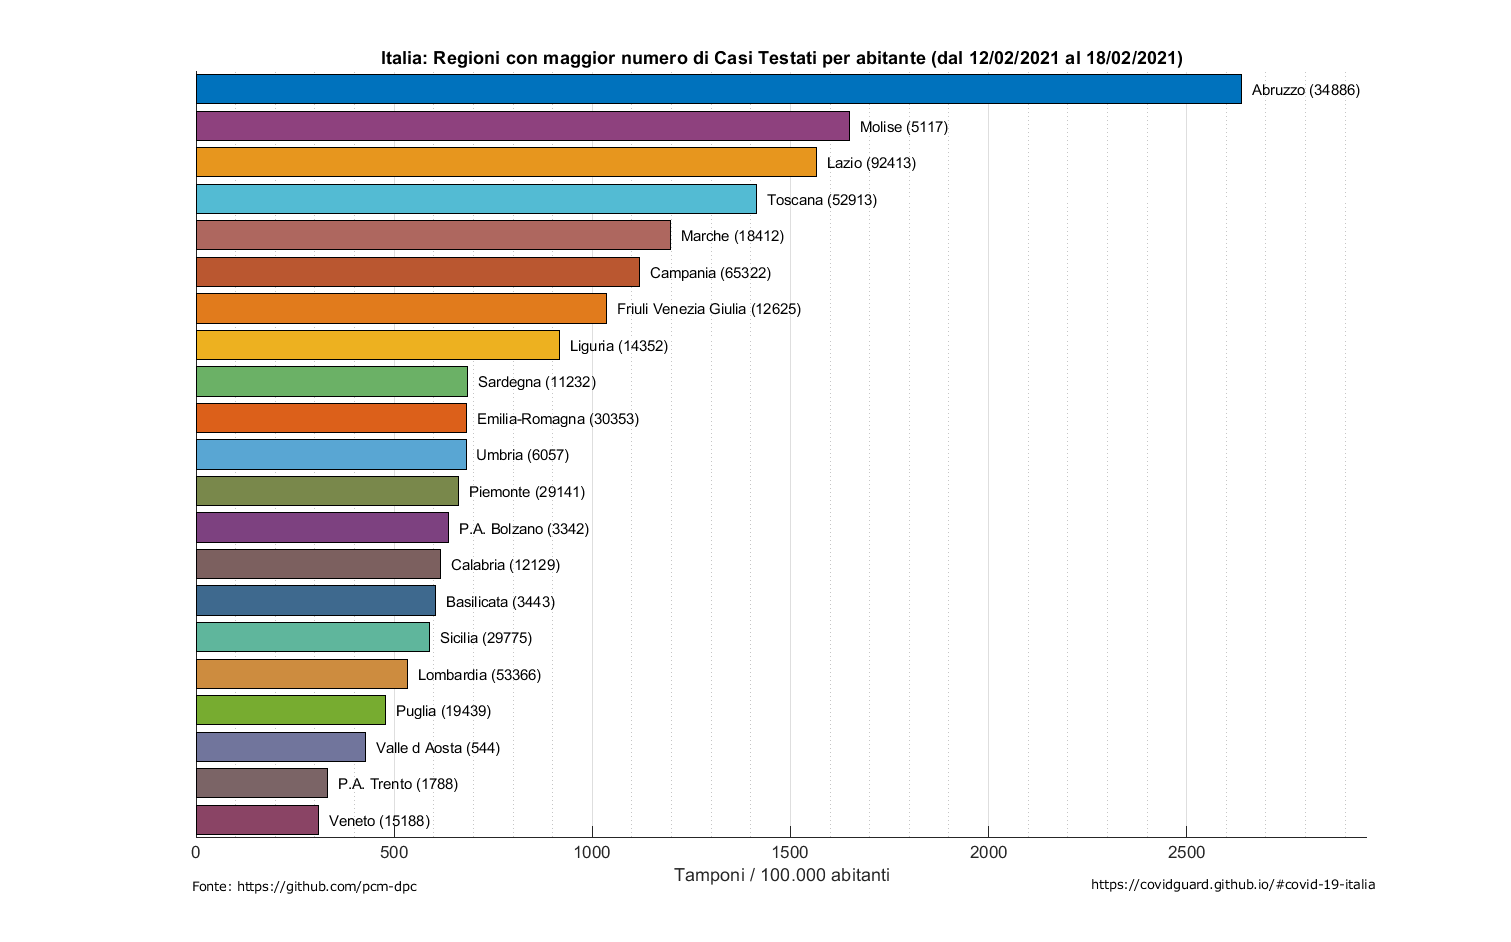 Italia: Regioni con maggior numero di Casi Testati per abitante (dal 12/02/2021 al 18/02/2021)
Abruzzo (34886)
Molise (5117)
Lazio (92413)
Toscana (52913)
Marche (18412)
Campania (65322)
Friuli Venezia Giulia (12625)
Liguria (14352)
Sardegna (11232)
Emilia-Romagna (30353)
Umbria (6057)
Piemonte (29141)
P.A. Bolzano (3342)
Calabria (12129)
Basilicata (3443)
Sicilia (29775)
Lombardia (53366)
Puglia (19439)
Valle d Aosta (544)
P.A. Trento (1788)
Veneto (15188)
0 500 1000 1500 2000 2500
Tamponi / 100.000 abitanti
Fonte: https://github.com/pcm-dpc
https://covidguard.github.io/#covid-19-italia